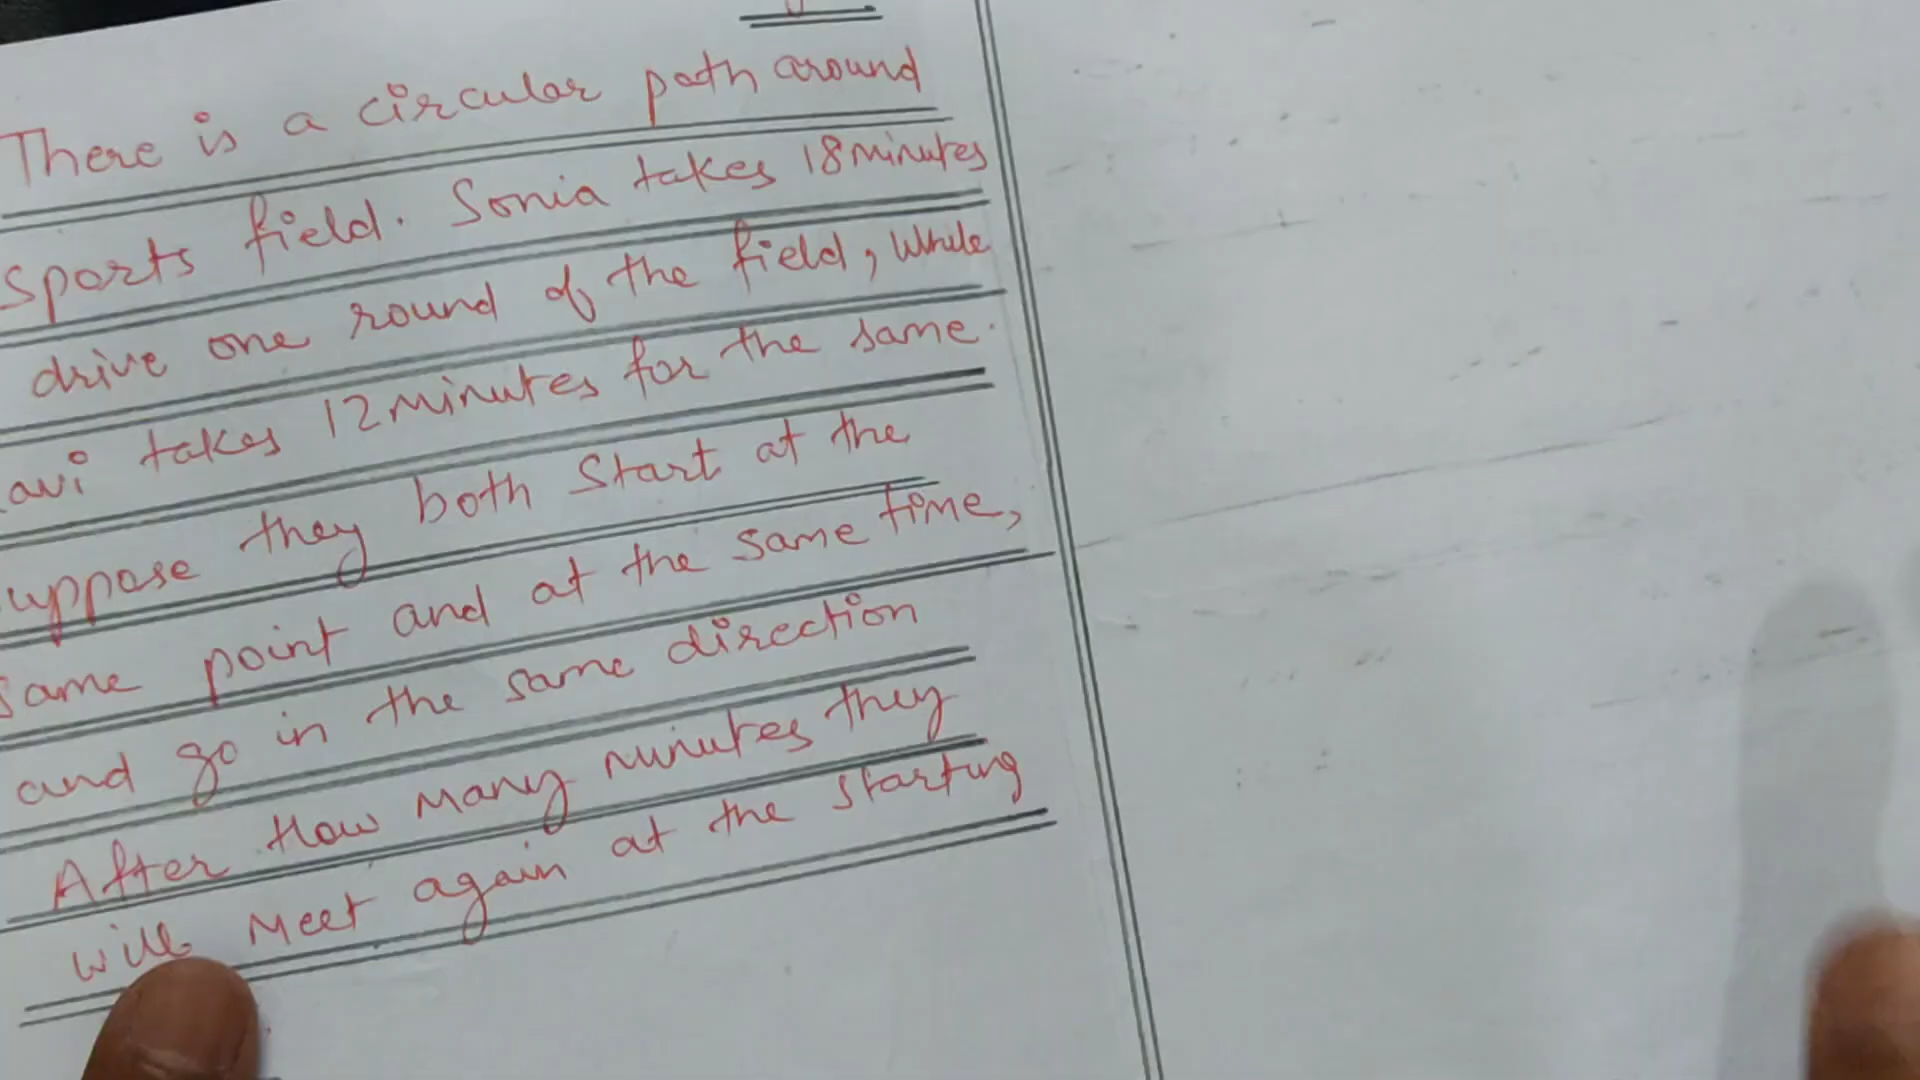 There is a circular path around
sports field. Sonia takes 18 minutes
drive one round of the field, while
avi takes 12 minutes for the same.
uppose they both start at the
same point and at the same time,
and go in the same direction
After How many minutes they
will Meet again at the starting